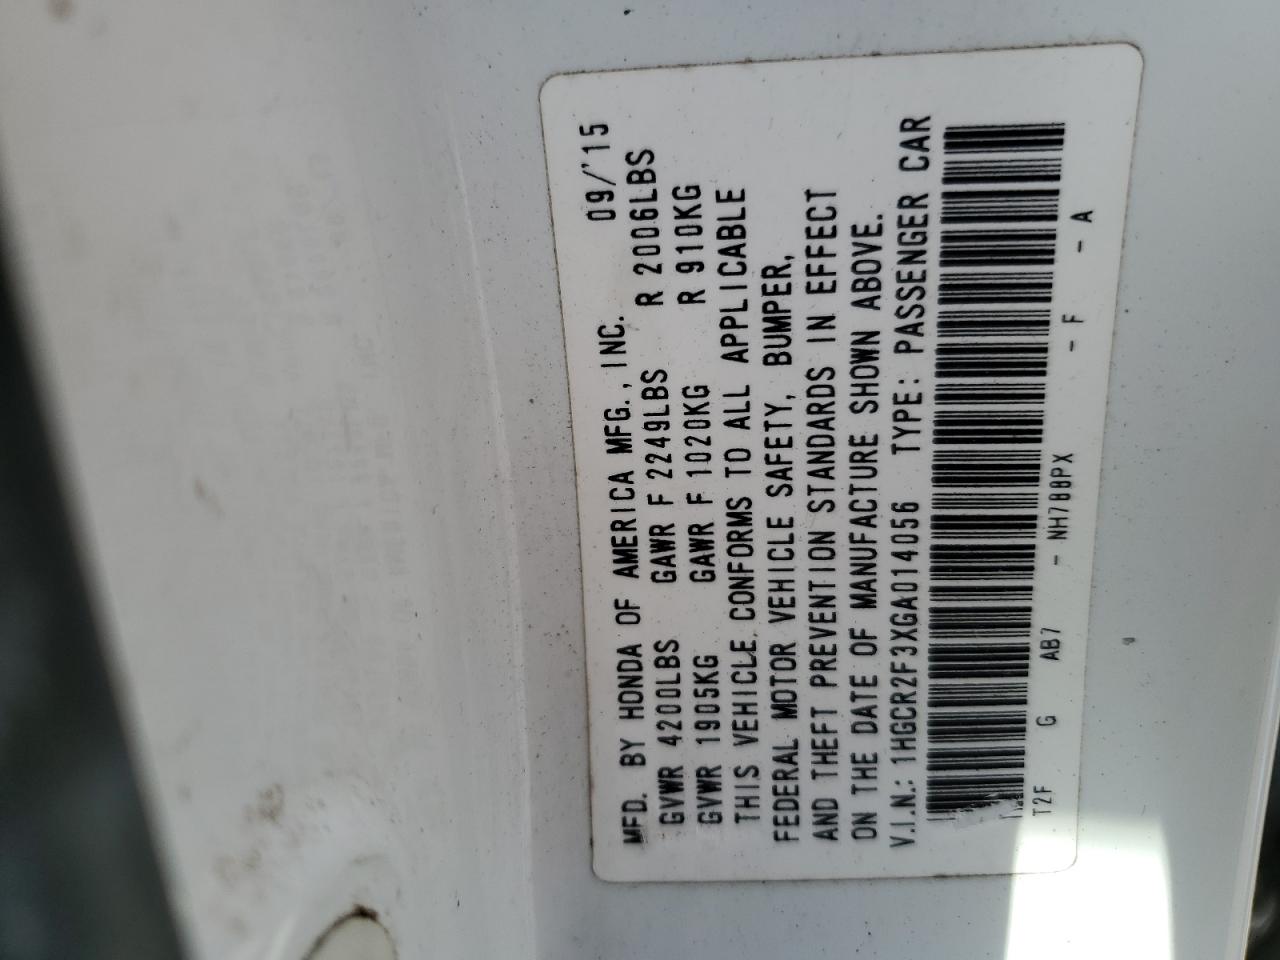 MFD. BY HONDA OF AMERICA MFG., INC. 09/'15
GVWR 4200LBS GAWR F 2249LBS R 2006LBS
GVWR 1905KG GAWR F 1020KG R 910KG
THIS VEHICLE CONFORMS TO ALL APPLICABLE
FEDERAL MOTOR VEHICLE SAFETY, BUMPER,
AND THEFT PREVENTION STANDARDS IN EFFECT
ON THE DATE OF MANUFACTURE SHOWN ABOVE.
V.I.N.: 1HGCR2F3XGA014056 TYPE: PASSENGER CAR
T2F G AB7 - NH788PX - F - A